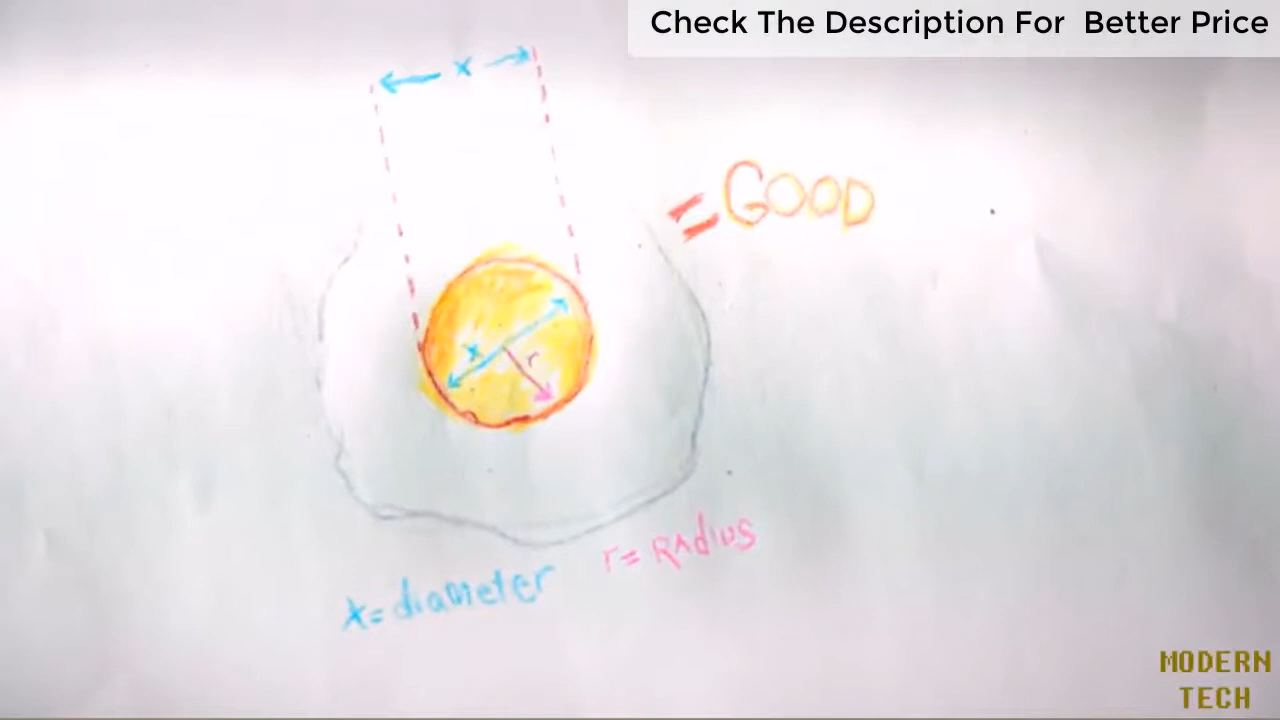 Check The Description For Better Price
x
= GOOD
x
r
r= Radius
x= diameter
MODERN
TECH